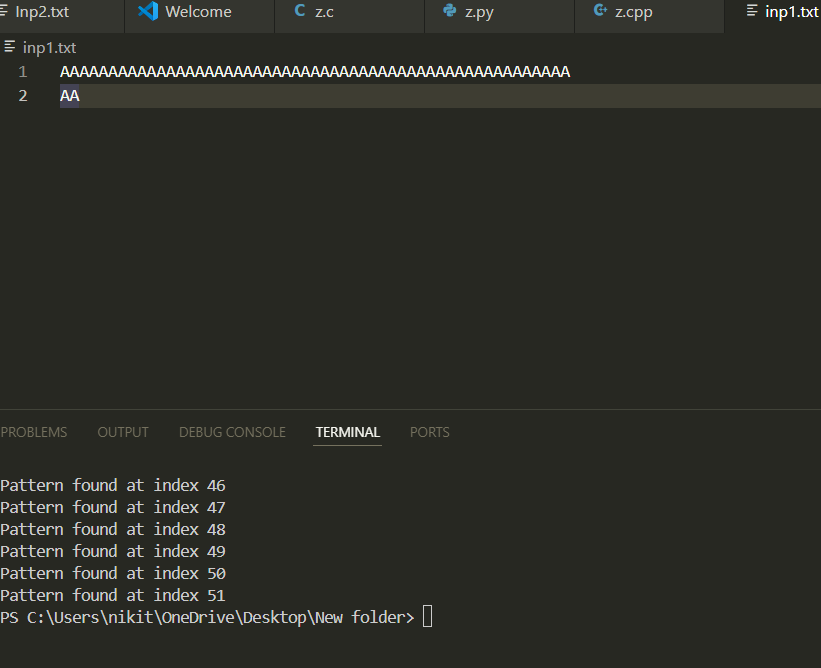 Inp2.txt
Welcome
C z.c
z.py
z.cpp
inp1.txt
inp1.txt
1 AAAAAAAAAAAAAAAAAAAAAAAAAAAAAAAAAAAAAAAAAAAAAAAAAAAAA
2 AA
PROBLEMS OUTPUT DEBUG CONSOLE TERMINAL PORTS
Pattern found at index 46
Pattern found at index 47
Pattern found at index 48
Pattern found at index 49
Pattern found at index 50
Pattern found at index 51
PS C:\Users\nikit\OneDrive\Desktop\New folder>